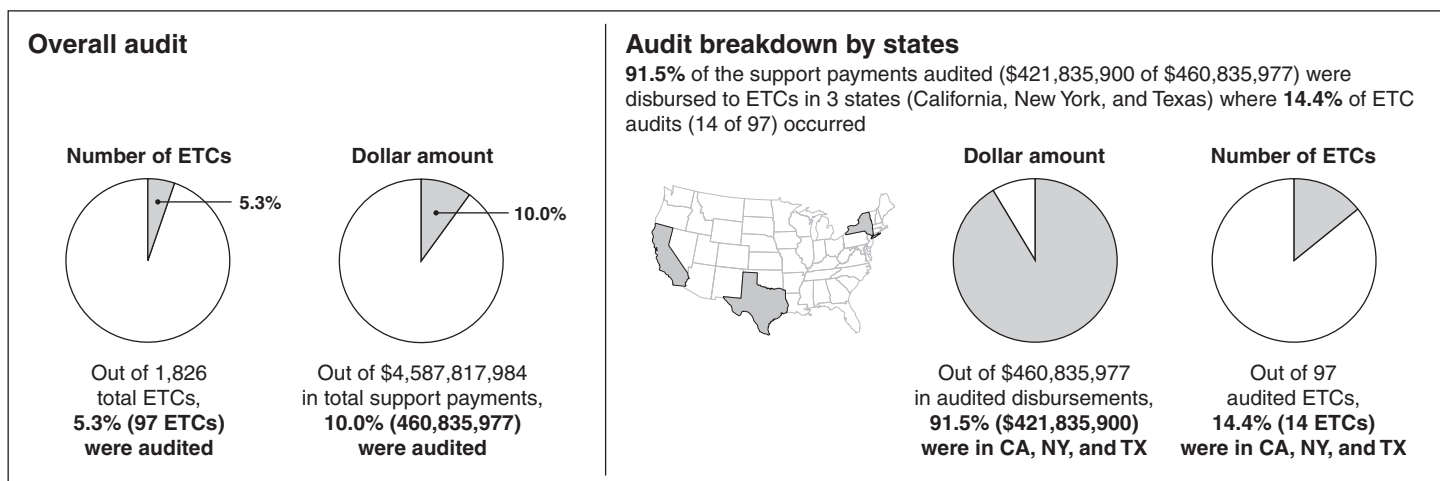 Overall audit
Number of ETCs
5.3%
Out of 1,826
total ETCs,
5.3% (97 ETCs)
were audited
Dollar amount
10.0%
Out of $4,587,817,984
in total support payments,
10.0% (460,835,977)
were audited
Audit breakdown by states
91.5% of the support payments audited ($421,835,900 of $460,835,977) were
disbursed to ETCs in 3 states (California, New York, and Texas) where 14.4% of ETC
audits (14 of 97) occurred
Dollar amount
Out of $460,835,977
in audited disbursements,
91.5% ($421,835,900)
were in CA, NY, and TX
Number of ETCs
Out of 97
audited ETCs,
14.4% (14 ETCs)
were in CA, NY, and TX